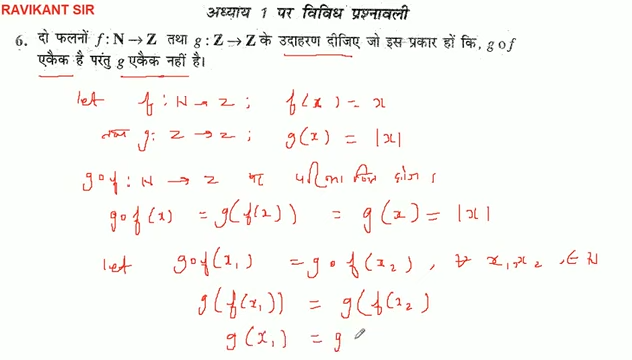 RAVIKANT SIR
अध्याय 1 पर विविध प्रश्नावली
6. दो फलनों f : N → Z तथा g : Z → Z के उदाहरण दीजिए जो इस प्रकार हों कि, g o f
एकैक है परंतु g एकैक नहीं है।
let f : N → Z ; f(x) = x
तथा g : Z → Z ; g(x) = |x|
gof : N → Z पर परिभाषित होगा ।
gof(x) = g(f(x)) = g(x) = |x|
let gof(x₁) = gof(x₂) , ∀ x₁, x₂ , ∈ N
g(f(x₁)) = g(f(x₂)
g(x₁) = g